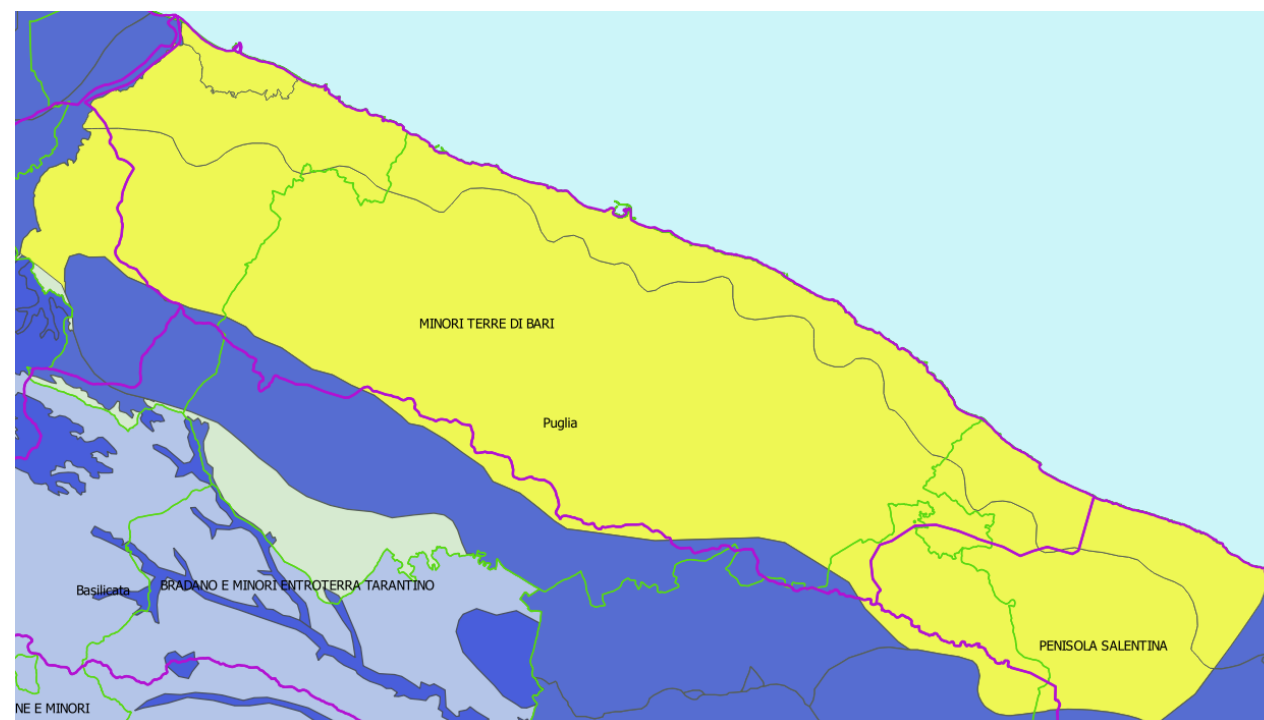 MINORI TERRE DI BARI
Puglia
BRADANO E MINORI ENTROTERRA TARANTINO
Basilicata
PENISOLA SALENTINA
NE E MINORI